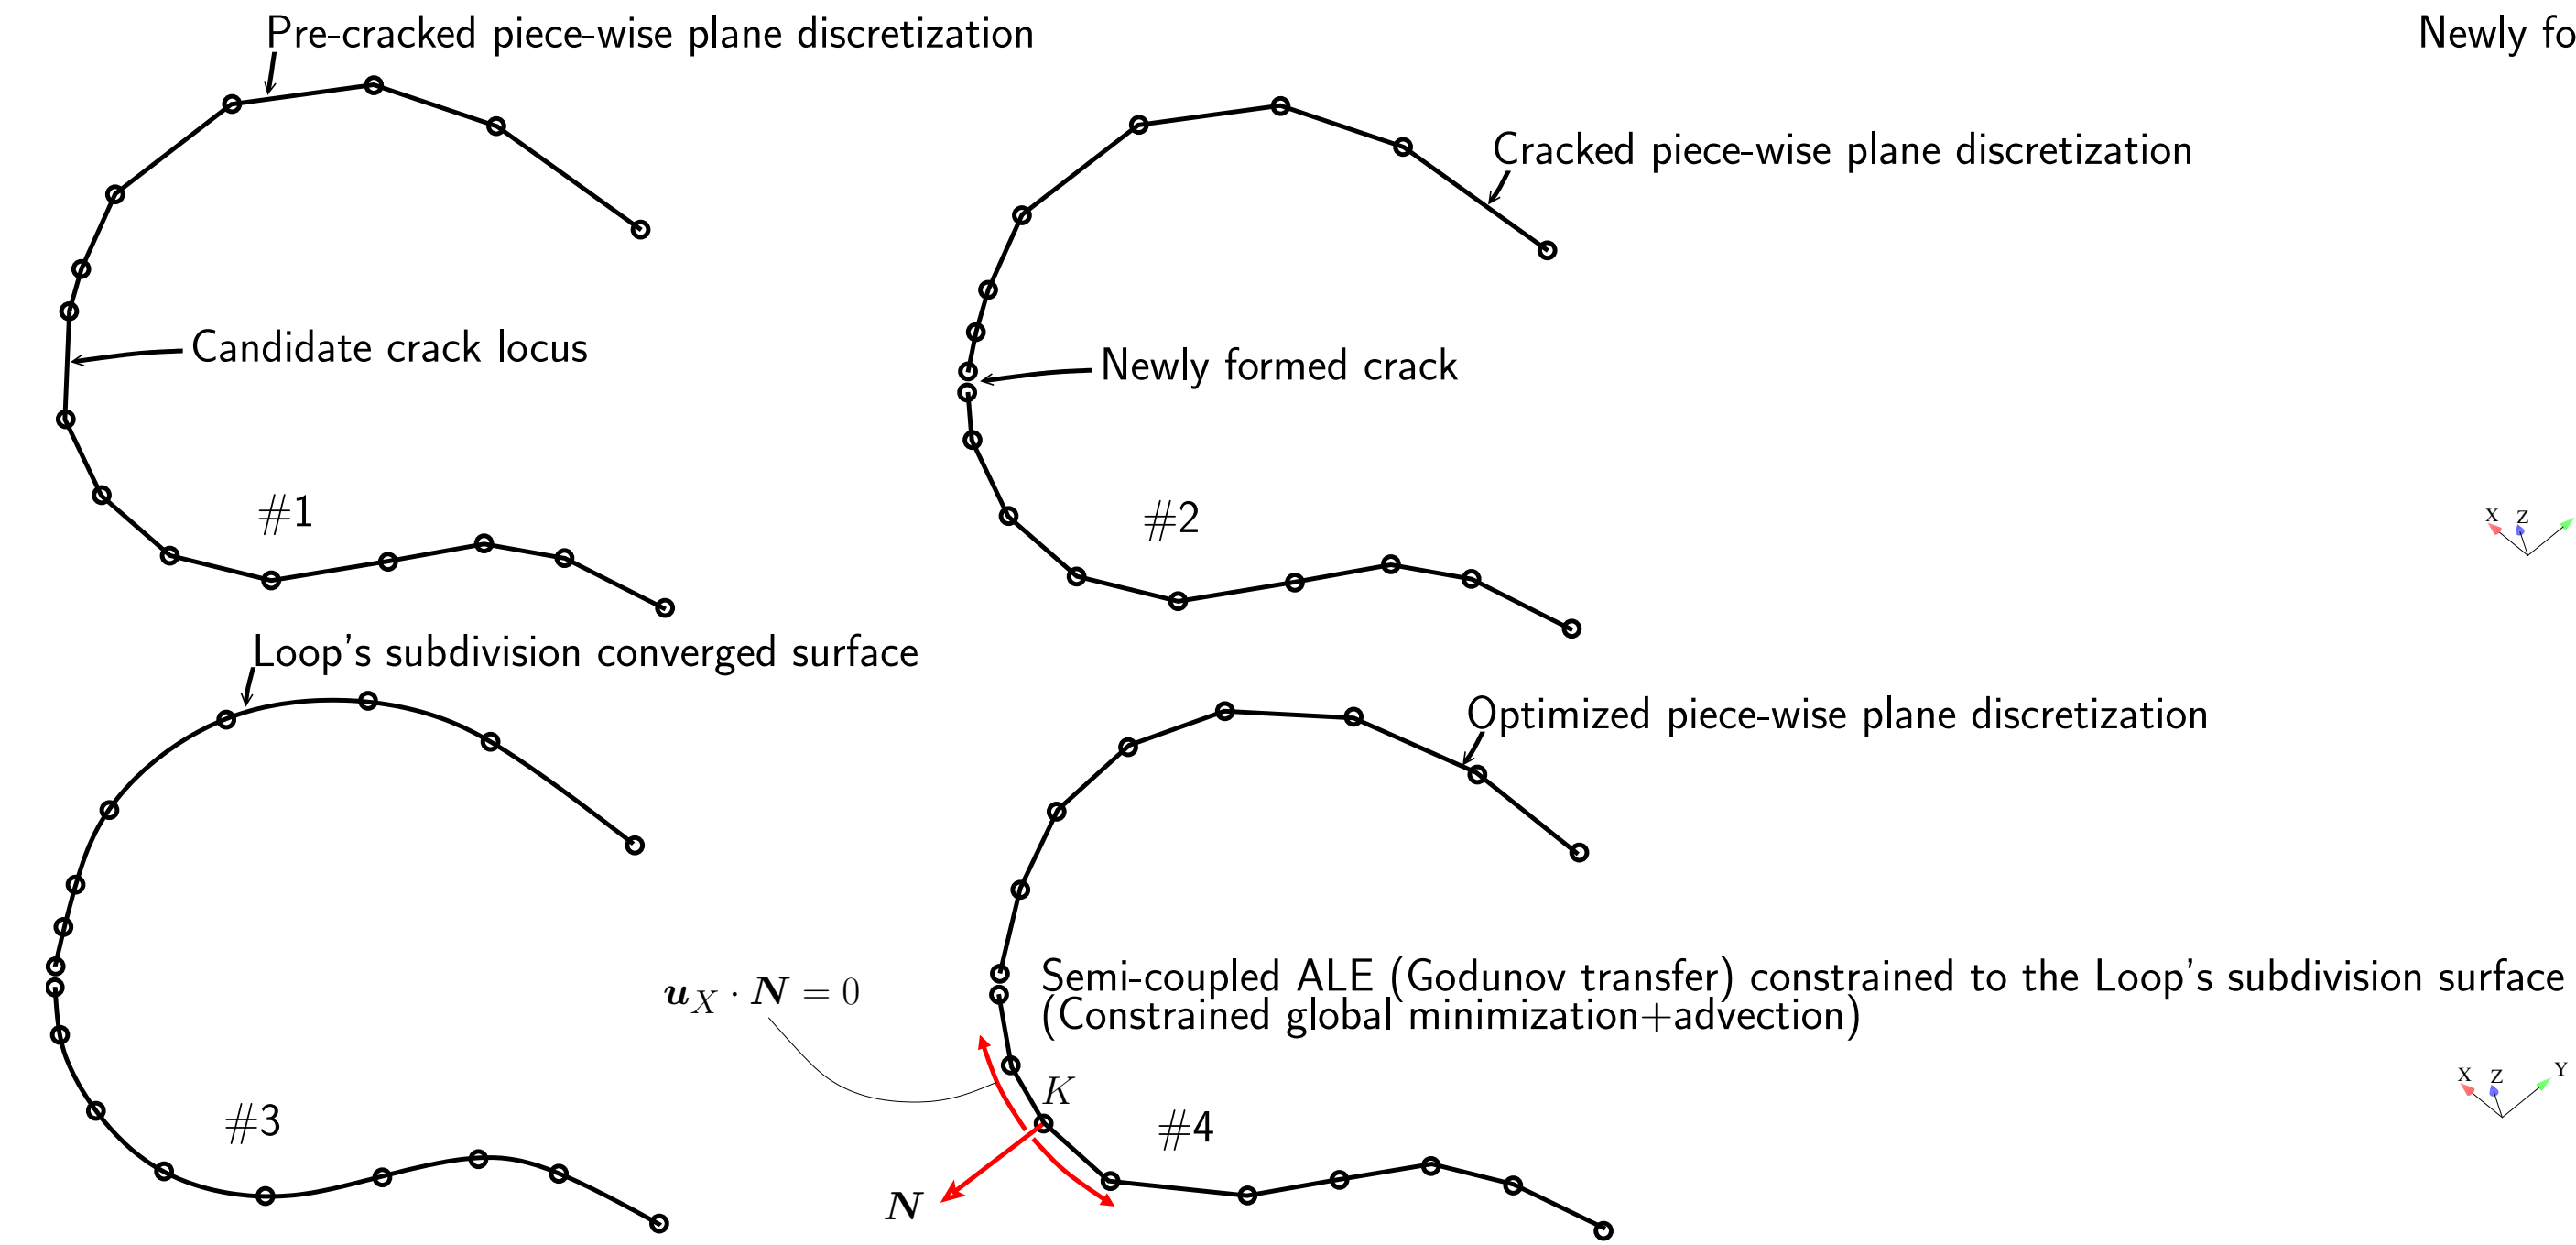 Pre-cracked piece-wise plane discretization
Newly fo
Cracked piece-wise plane discretization
Candidate crack locus
Newly formed crack
#1
#2
X Z
Loop's subdivision converged surface
Optimized piece-wise plane discretization
Semi-coupled ALE (Godunov transfer) constrained to the Loop's subdivision surface
(Constrained global minimization+advection)
u_X · N = 0
K
X Z Y
#3
#4
N